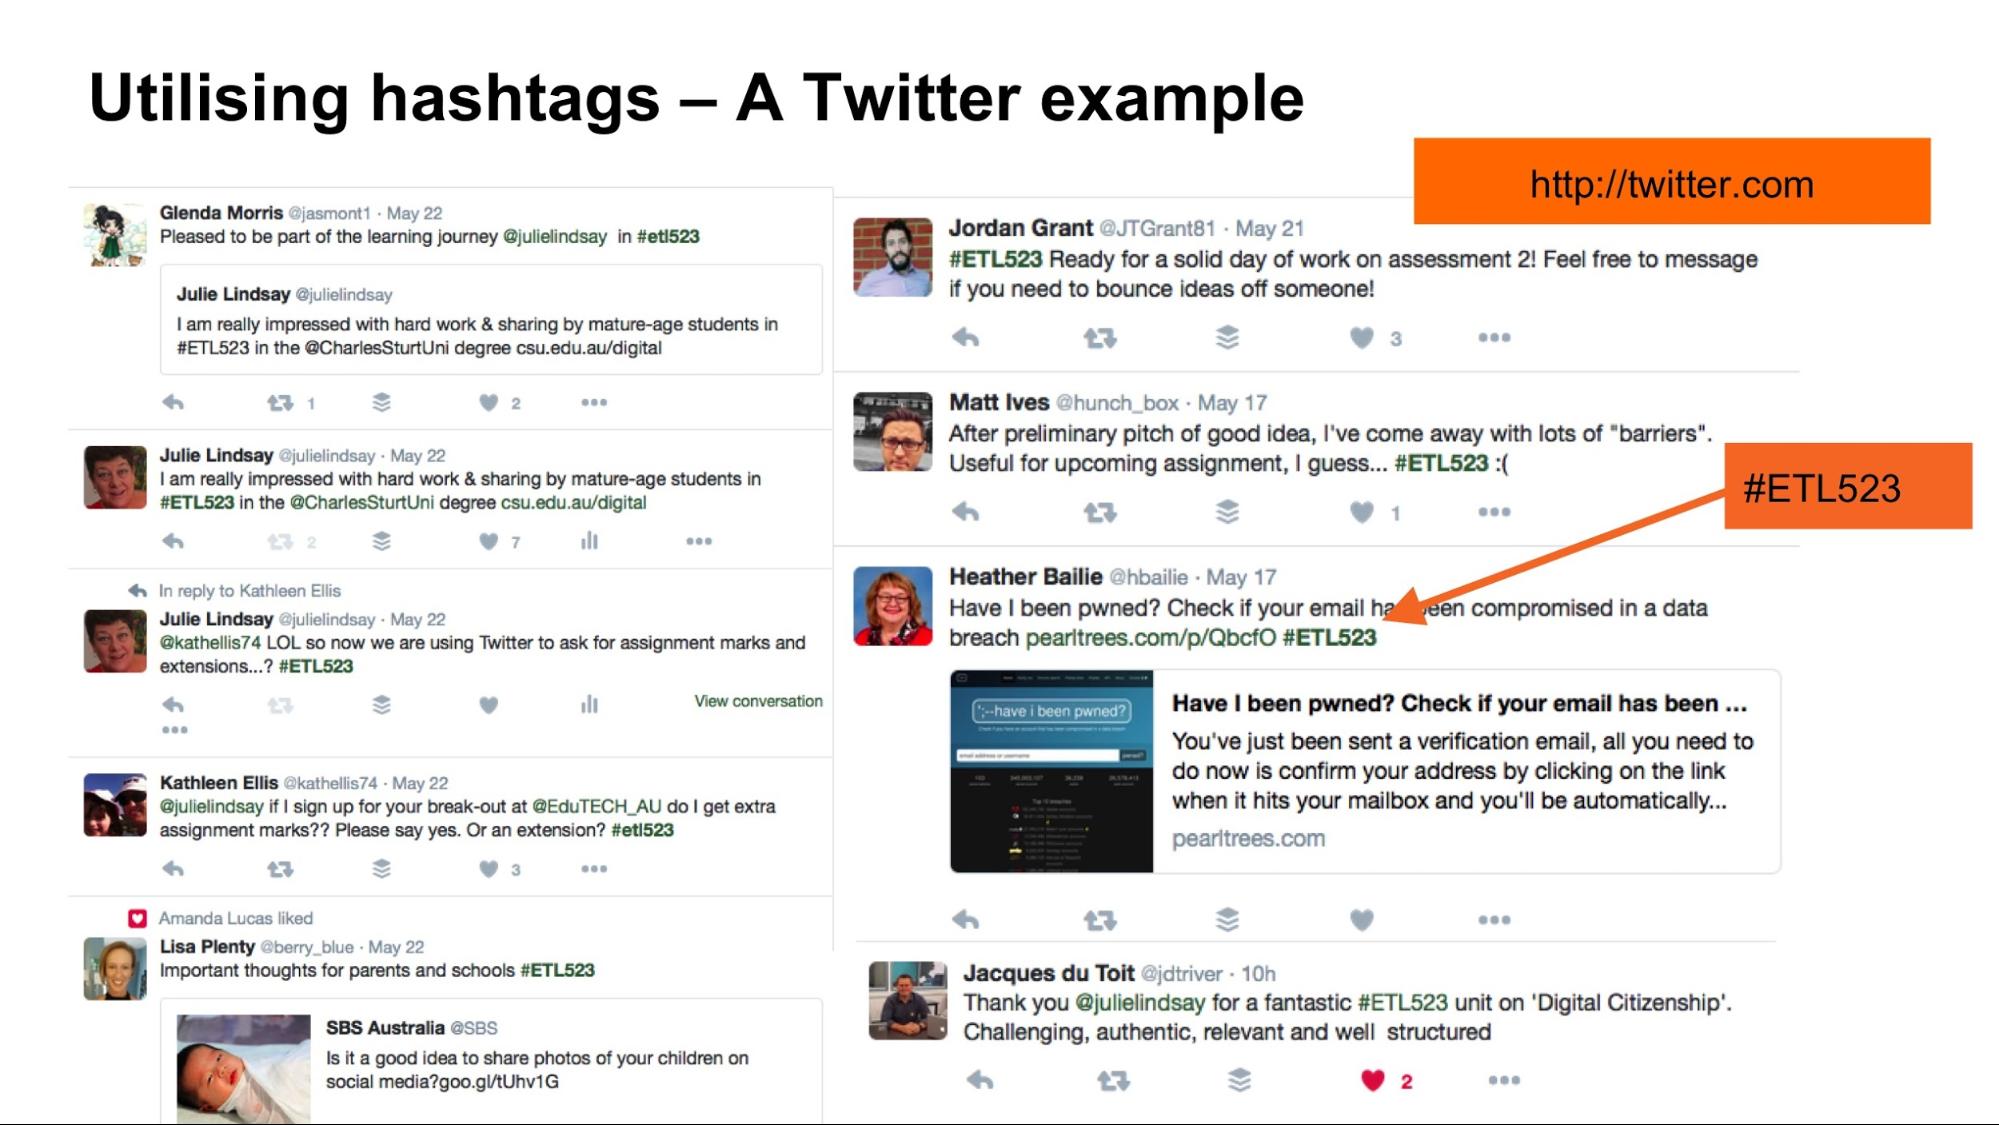 Utilising hashtags – A Twitter example
http://twitter.com
Glenda Morris @jasmont1 · May 22
Pleased to be part of the learning journey @julielindsay in #etl523
Julie Lindsay @julielindsay
I am really impressed with hard work & sharing by mature-age students in
#ETL523 in the @CharlesSturtUni degree csu.edu.au/digital
1 2
Julie Lindsay @julielindsay · May 22
I am really impressed with hard work & sharing by mature-age students in
#ETL523 in the @CharlesSturtUni degree csu.edu.au/digital
2 7
In reply to Kathleen Ellis
Julie Lindsay @julielindsay · May 22
@kathellis74 LOL so now we are using Twitter to ask for assignment marks and
extensions...? #ETL523
View conversation
Kathleen Ellis @kathellis74 · May 22
@julielindsay if I sign up for your break-out at @EduTECH_AU do I get extra
assignment marks?? Please say yes. Or an extension? #etl523
3
Amanda Lucas liked
Lisa Plenty @berry_blue · May 22
Important thoughts for parents and schools #ETL523
SBS Australia @SBS
Is it a good idea to share photos of your children on
social media?goo.gl/tUhv1G
Jordan Grant @JTGrant81 · May 21
#ETL523 Ready for a solid day of work on assessment 2! Feel free to message
if you need to bounce ideas off someone!
3
Matt Ives @hunch_box · May 17
After preliminary pitch of good idea, I've come away with lots of "barriers".
Useful for upcoming assignment, I guess... #ETL523 :(
1
#ETL523
Heather Bailie @hbailie · May 17
Have I been pwned? Check if your email has been compromised in a data
breach pearltrees.com/p/QbcfO #ETL523
';--have i been pwned?
email address or username
pwned?
Have I been pwned? Check if your email has been ...
You've just been sent a verification email, all you need to
do now is confirm your address by clicking on the link
when it hits your mailbox and you'll be automatically...
pearltrees.com
Jacques du Toit @jdtriver · 10h
Thank you @julielindsay for a fantastic #ETL523 unit on 'Digital Citizenship'.
Challenging, authentic, relevant and well structured
2